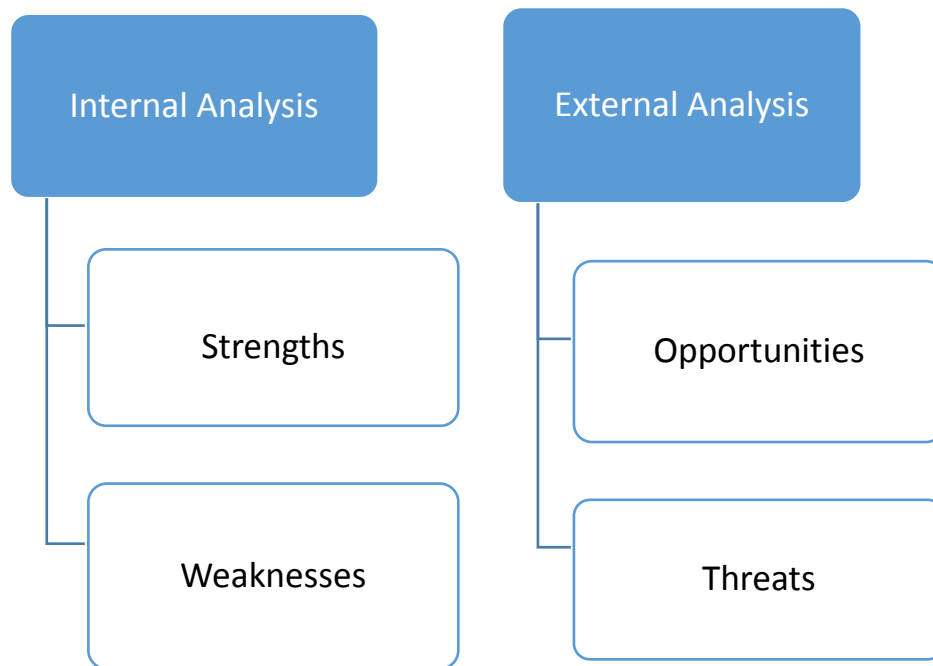 Internal Analysis
Strengths
Weaknesses
External Analysis
Opportunities
Threats